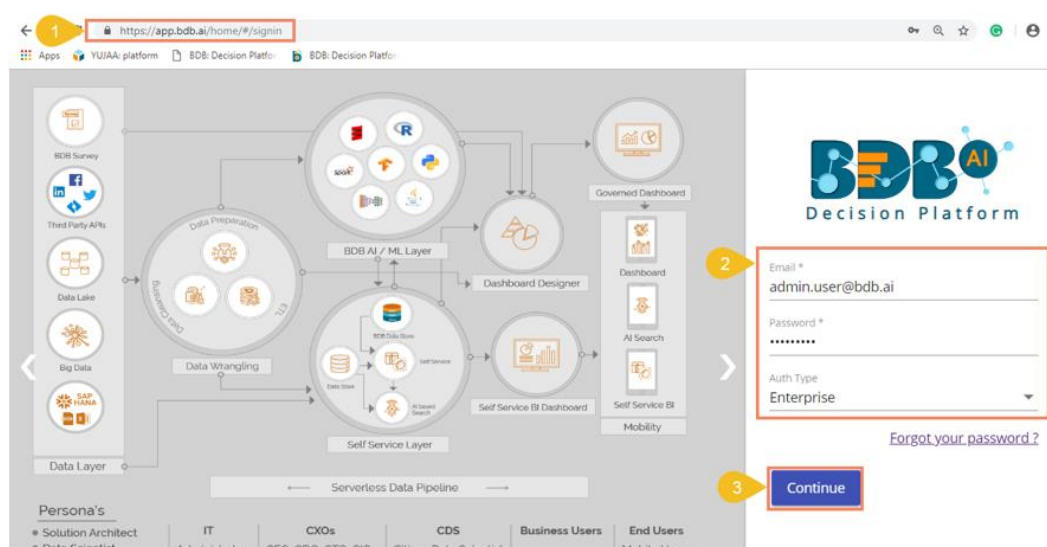 1
https://app.bdb.ai/home/#/signin
Apps YUJAA: platform BDB: Decision Platfo BDB: Decision Platfo
BDB Survey
Third Party APIs
Data Lake
Big Data
SAP HANA
Data Layer
Data Preparation
Data Cleansing
ETL
Data Wrangling
R
BDB AI / ML Layer
BDB Data Store
Data Store
Self Service
AI based Search
Self Service Layer
Dashboard Designer
Self Service BI Dashboard
Governed Dashboard
Dashboard
AI Search
Self Service BI
Mobility
Serverless Data Pipeline
Persona's
Solution Architect
IT CXOs CDS Business Users End Users
BDB AI
Decision Platform
2
Email *
admin.user@bdb.ai
Password *
•••••••••
Auth Type
Enterprise
Forgot your password ?
3
Continue